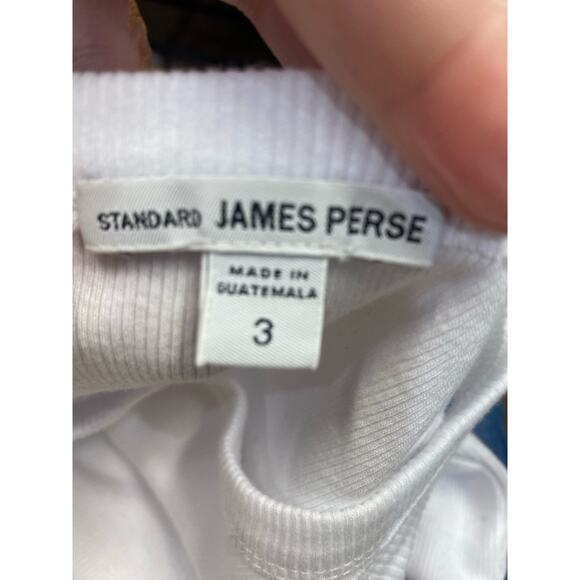 STANDARD JAMES PERSE
MADE IN
GUATEMALA
3